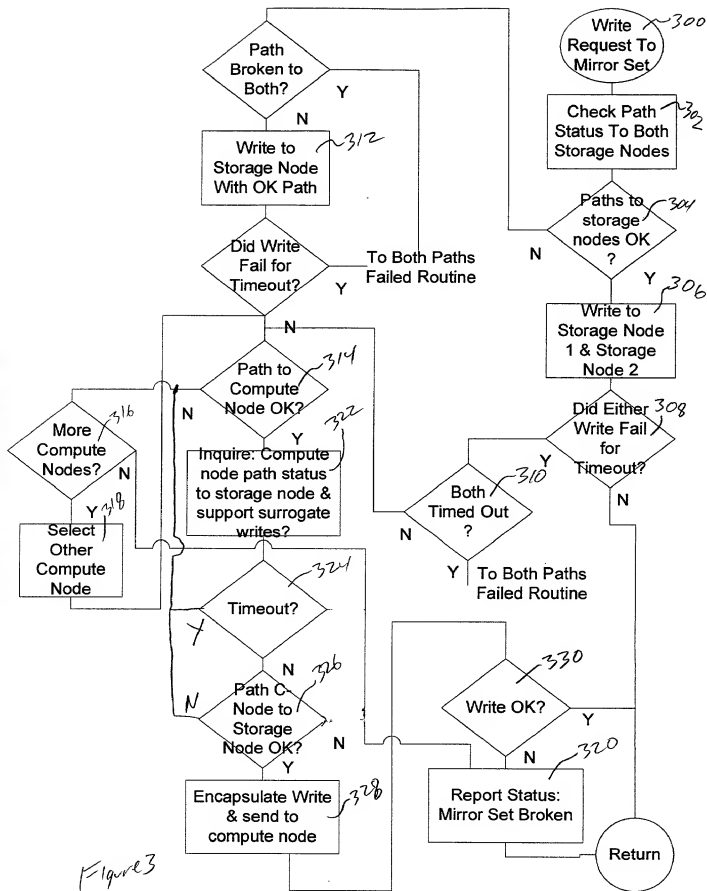 Write
Request To
Mirror Set
300
Check Path
Status To Both
Storage Nodes
302
Paths to
storage
nodes OK
?
304
N
Y
Write to
Storage Node
1 & Storage
Node 2
306
Did Either
Write Fail for
Timeout?
308
Y
N
Both
Timed Out
?
310
N
Y
To Both Paths
Failed Routine
Path
Broken to
Both?
Y
N
Write to
Storage Node
With OK Path
312
Did Write
Fail for
Timeout?
Y
To Both Paths
Failed Routine
N
Path to
Compute
Node OK?
314
N
Y
More
Compute
Nodes?
316
N
Y
Select
Other
Compute
Node
318
Inquire: Compute
node path status
to storage node &
support surrogate
writes?
322
Timeout?
324
Y
N
Path C-
Node to
Storage
Node OK?
326
N
N
Y
Encapsulate Write
& send to
compute node
328
Write OK?
330
Y
N
Report Status:
Mirror Set Broken
320
Return
Figure 3